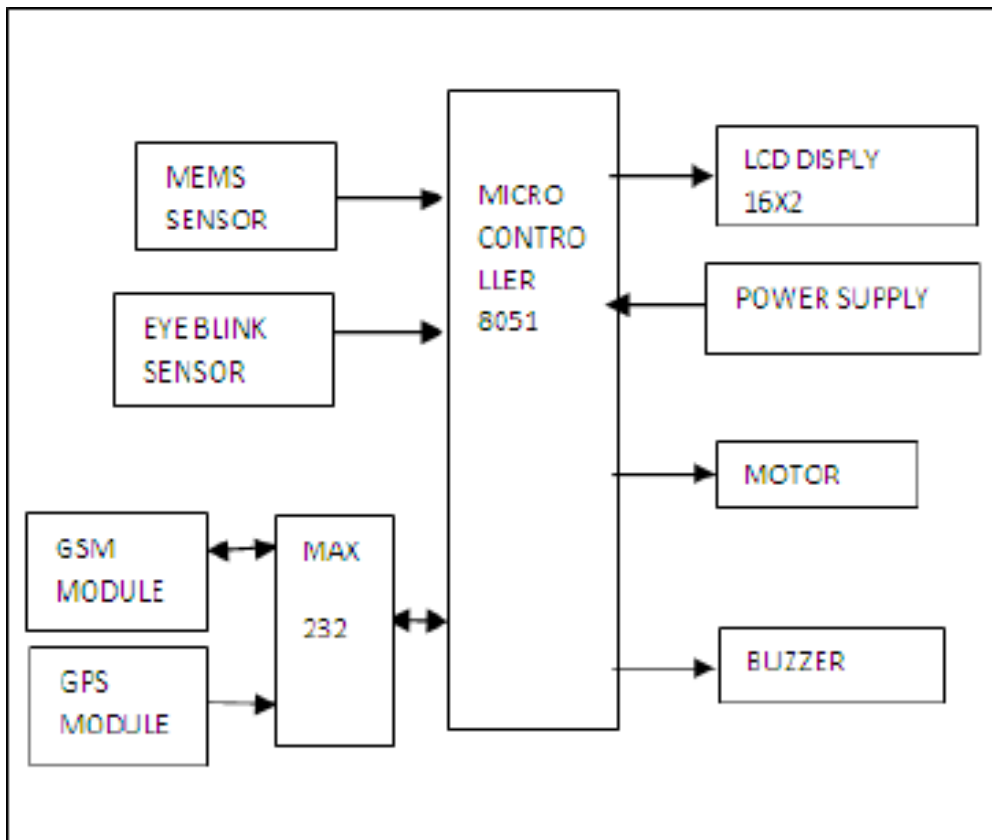 MEMS
SENSOR
EYE BLINK
SENSOR
GSM
MODULE
GPS
MODULE
MAX
232
MICRO
CONTRO
LLER
8051
LCD DISPLY
16X2
POWER SUPPLY
MOTOR
BUZZER